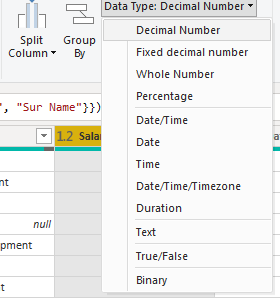 Data Type: Decimal Number
Split
Column
Group
By
Decimal Number
Fixed decimal number
Whole Number
Percentage
Date/Time
Date
Time
Date/Time/Timezone
Duration
Text
True/False
Binary
", "Sur Name"}})
1.2 Sala
nt
null
opment
t